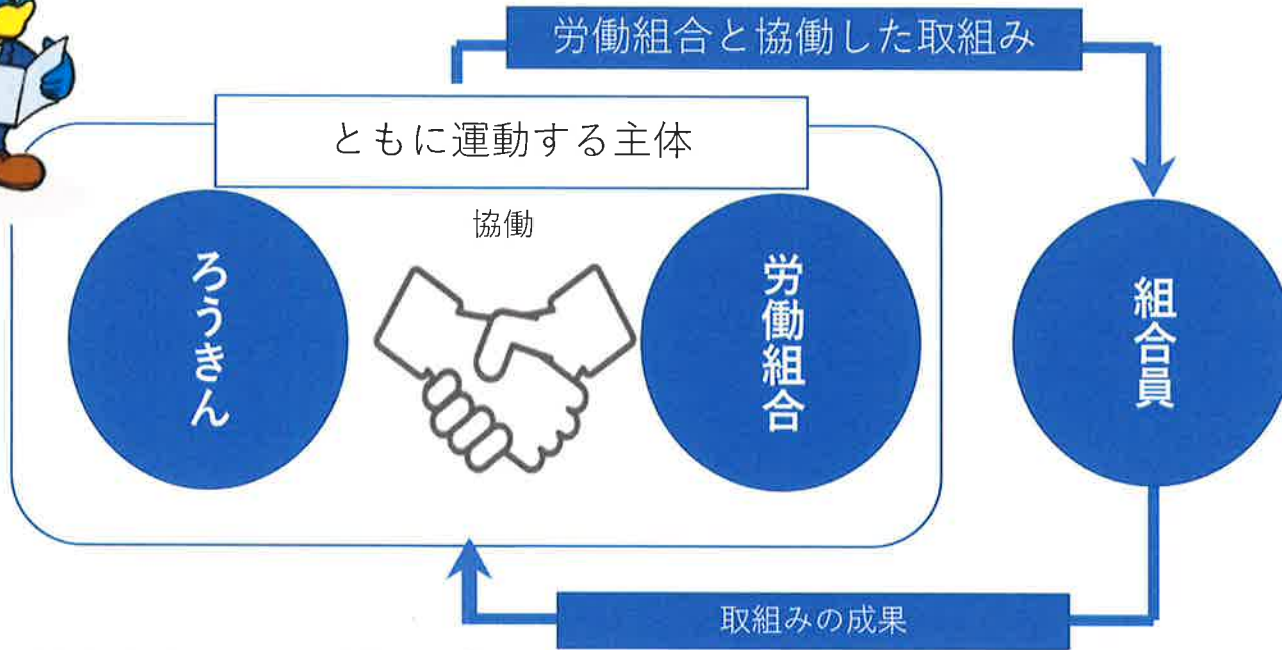 労働組合と協働した取組み
ともに運動する主体
協働
ろうきん
労働組合
組合員
取組みの成果